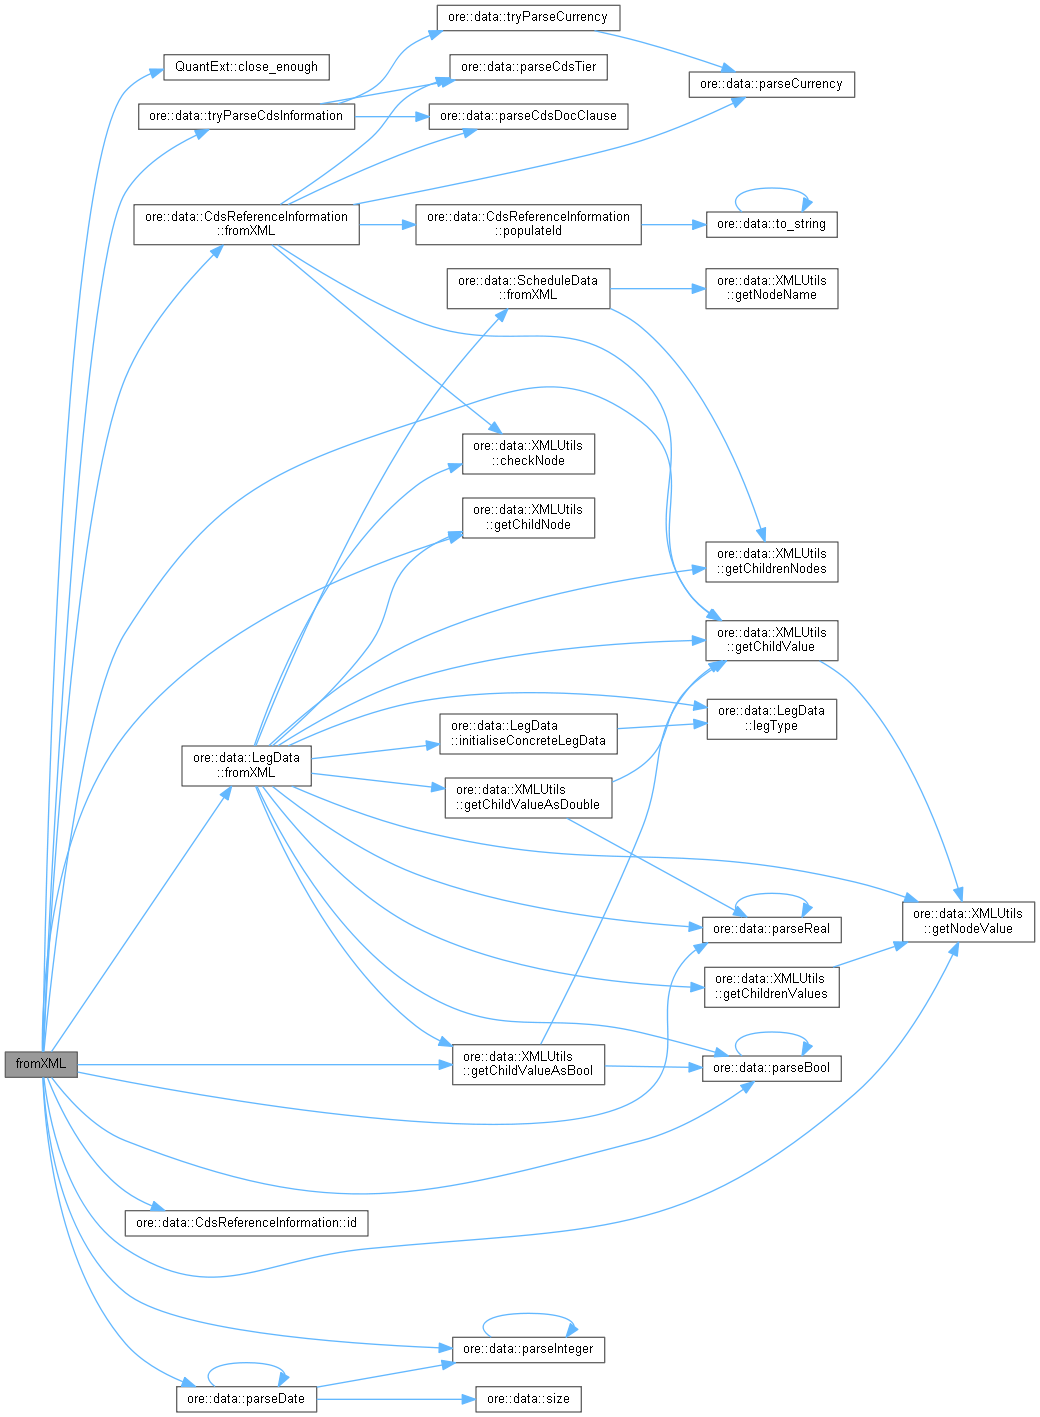 ore::data::tryParseCurrency
QuantExt::close_enough
ore::data::parseCdsTier
ore::data::parseCurrency
ore::data::tryParseCdsInformation
ore::data::parseCdsDocClause
ore::data::CdsReferenceInformation
::fromXML
ore::data::CdsReferenceInformation
::populateId
ore::data::to_string
ore::data::ScheduleData
::fromXML
ore::data::XMLUtils
::getNodeName
ore::data::XMLUtils
::checkNode
ore::data::XMLUtils
::getChildNode
ore::data::XMLUtils
::getChildrenNodes
ore::data::XMLUtils
::getChildValue
ore::data::LegData
::legType
ore::data::LegData
::initialiseConcreteLegData
ore::data::LegData
::fromXML
ore::data::XMLUtils
::getChildValueAsDouble
ore::data::parseReal
ore::data::XMLUtils
::getNodeValue
ore::data::XMLUtils
::getChildrenValues
fromXML
ore::data::XMLUtils
::getChildValueAsBool
ore::data::parseBool
ore::data::CdsReferenceInformation::id
ore::data::parseInteger
ore::data::parseDate
ore::data::size